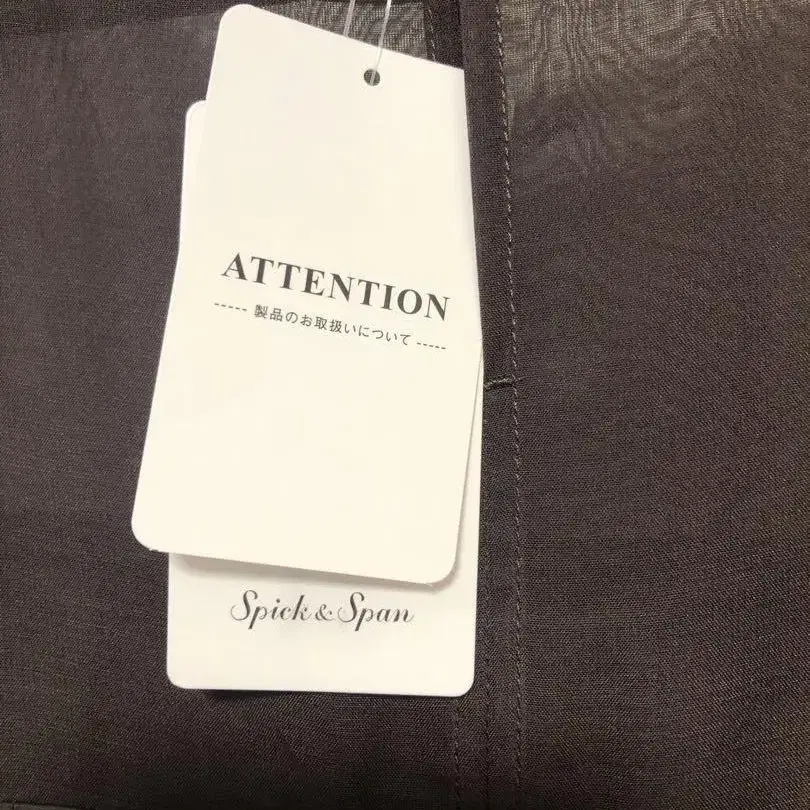 ATTENTION
----- 製品のお取扱いについて -----
Spick & Span